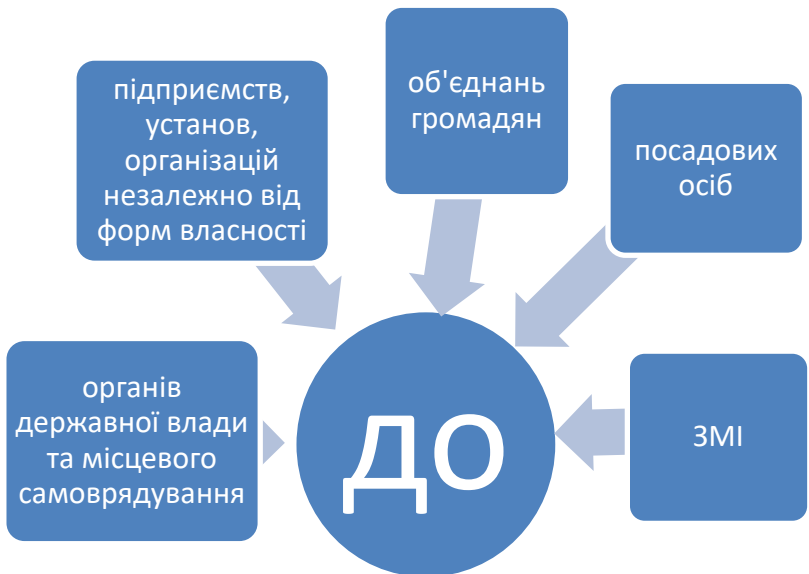 підприємств,
установ,
організацій
незалежно від
форм власності
об'єднань
громадян
посадових
осіб
органів
державної влади
та місцевого
самоврядування
до
ЗМІ